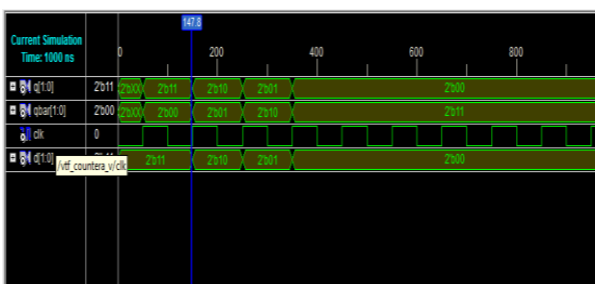 147.8
Current Simulation
Time: 1000 ns
0 200 400 600 800
q[1:0] 2'b11 2'bXX 2'b11 2'b10 2'b01 2'b00
qbar[1:0] 2'b00 2'bXX 2'b00 2'b01 2'b10 2'b11
clk 0
d[1:0] 2'b11 2'b10 2'b01 2'b00
/vtf_countera_v/clk